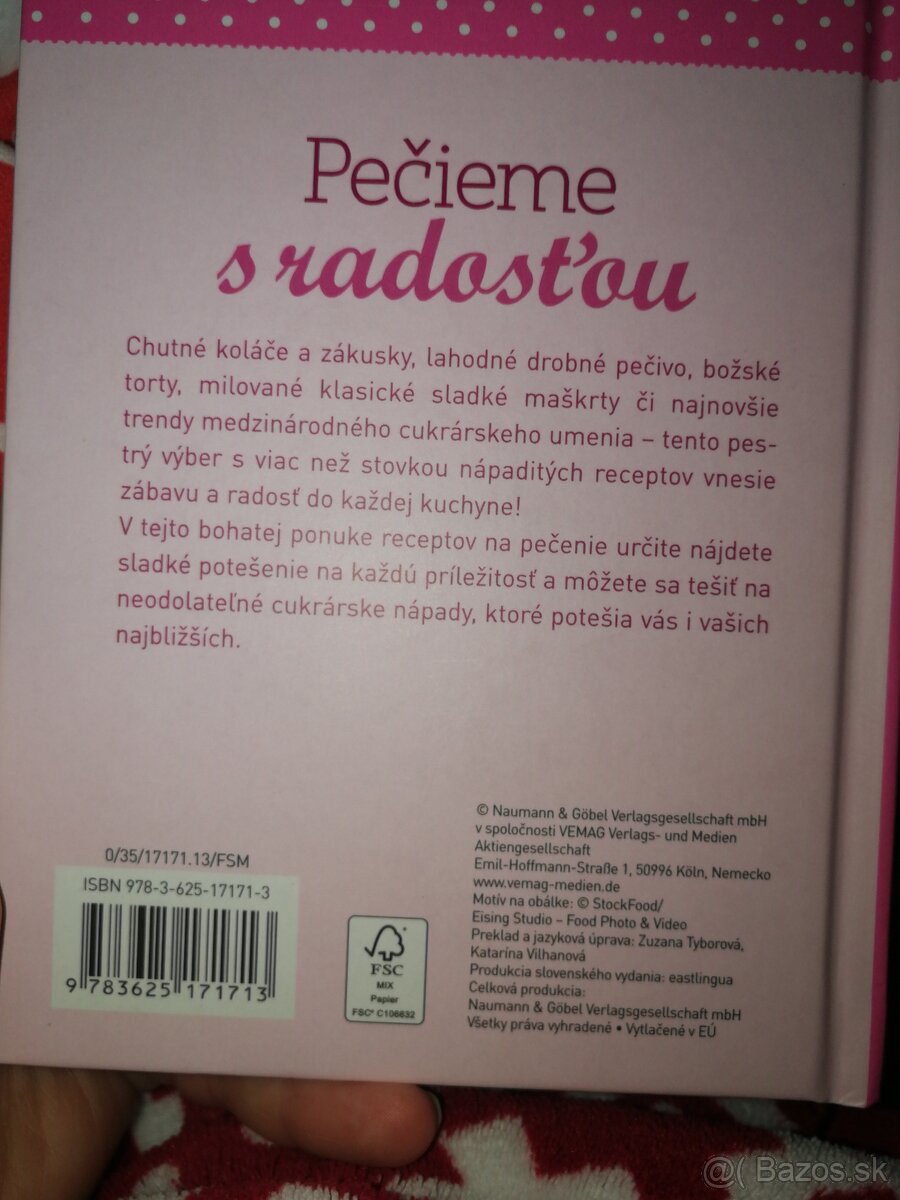 Pečieme
s radosťou
Chutné koláče a zákusky, lahodné drobné pečivo, božské
torty, milované klasické sladké maškrty či najnovšie
trendy medzinárodného cukrárskeho umenia – tento pes-
trý výber s viac než stovkou nápaditých receptov vnesie
zábavu a radosť do každej kuchyne!
V tejto bohatej ponuke receptov na pečenie určite nájdete
sladké potešenie na každú príležitosť a môžete sa tešiť na
neodolateľné cukrárske nápady, ktoré potešia vás i vašich
najbližších.
0/35/17171.13/FSM
ISBN 978-3-625-17171-3
9 783625 171713
FSC
MIX
Papier
FSC® C106632
© Naumann & Göbel Verlagsgesellschaft mbH
v spoločnosti VEMAG Verlags- und Medien
Aktiengesellschaft
Emil-Hoffmann-Straße 1, 50996 Köln, Nemecko
www.vemag-medien.de
Motív na obálke: © StockFood/
Eising Studio – Food Photo & Video
Preklad a jazyková úprava: Zuzana Tyborová,
Katarína Vilhanová
Produkcia slovenského vydania: eastlingua
Celková produkcia:
Naumann & Göbel Verlagsgesellschaft mbH
Všetky práva vyhradené • Vytlačené v EÚ
@( Bazos.sk